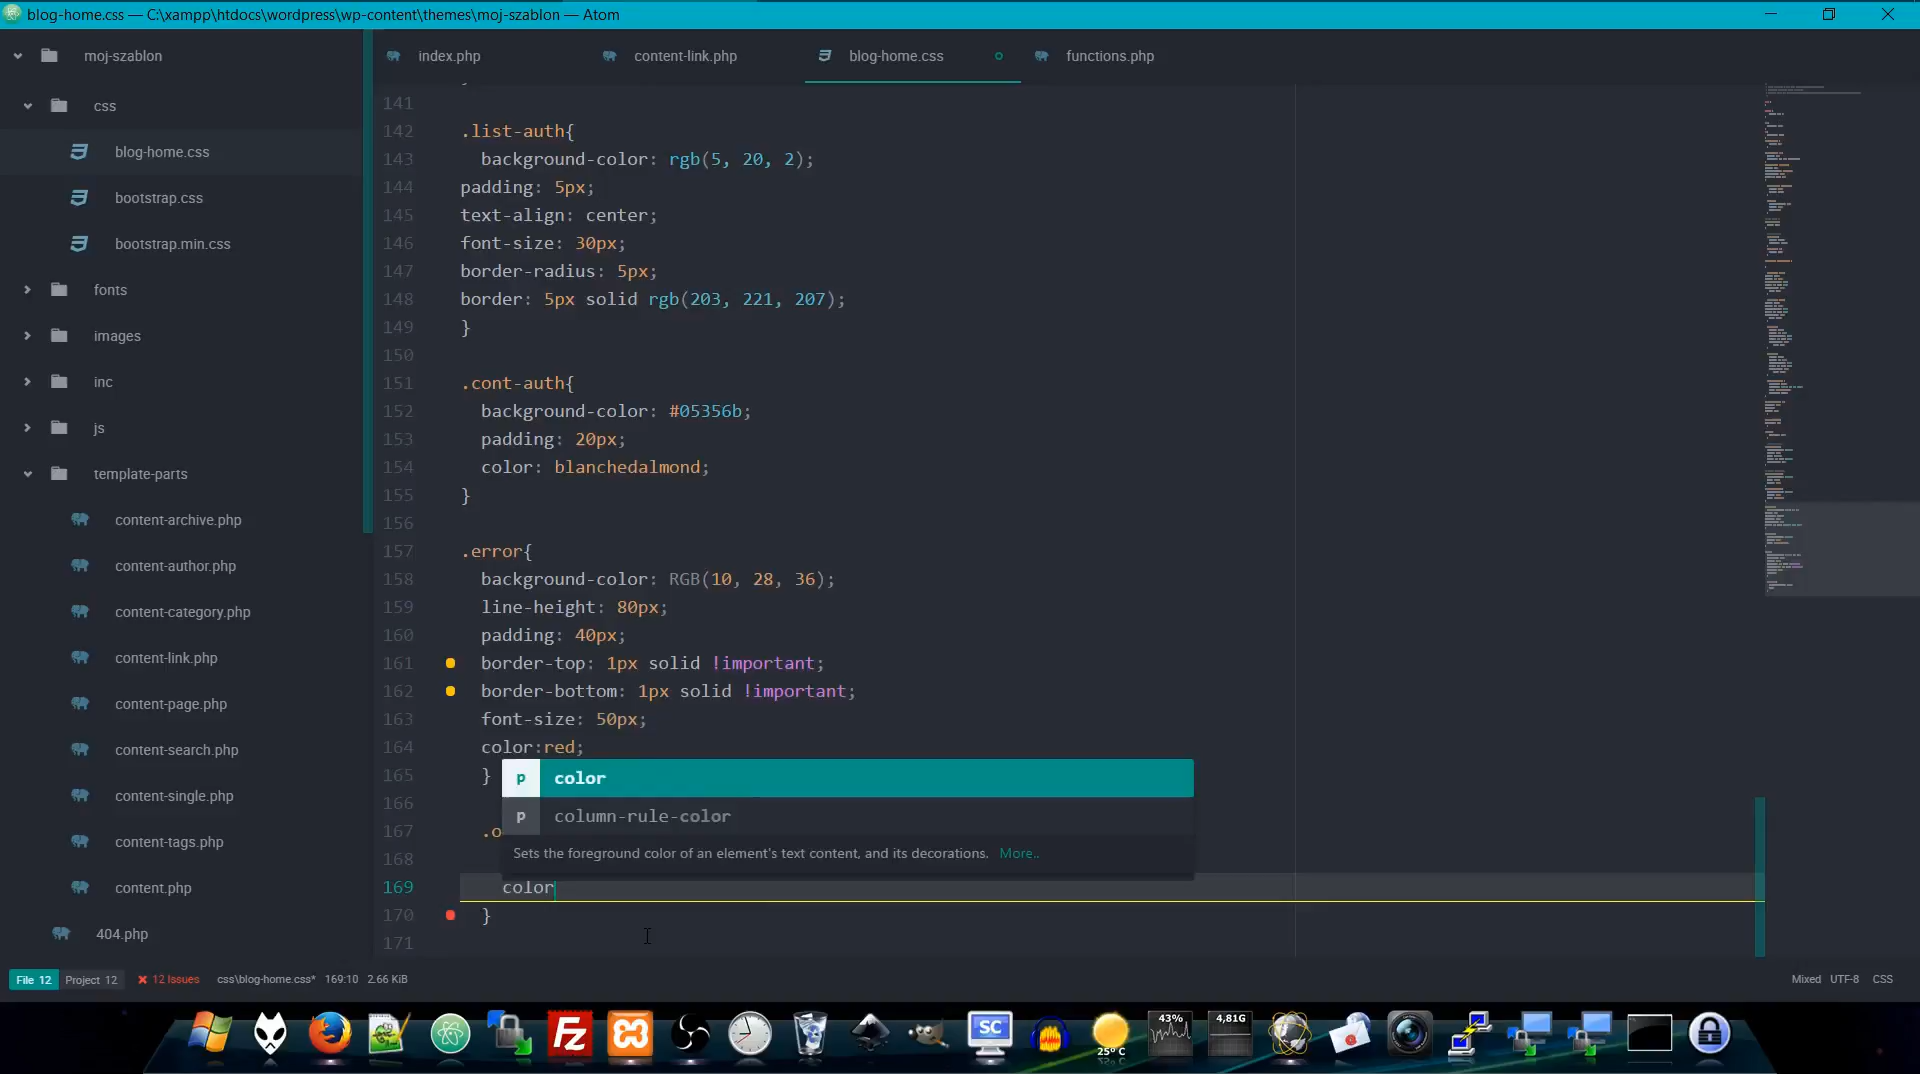 blog-home.css — C:\xampp\htdocs\wordpress\wp-content\themes\moj-szablon — Atom
moj-szablon
css
blog-home.css
bootstrap.css
bootstrap.min.css
fonts
images
inc
js
template-parts
content-archive.php
content-author.php
content-category.php
content-link.php
content-page.php
content-search.php
content-single.php
content-tags.php
content.php
404.php
index.php content-link.php blog-home.css functions.php
141
142 .list-auth{
143 background-color: rgb(5, 20, 2);
144 padding: 5px;
145 text-align: center;
146 font-size: 30px;
147 border-radius: 5px;
148 border: 5px solid rgb(203, 221, 207);
149 }
150
151 .cont-auth{
152 background-color: #05356b;
153 padding: 20px;
154 color: blanchedalmond;
155 }
156
157 .error{
158 background-color: RGB(10, 28, 36);
159 line-height: 80px;
160 padding: 40px;
161 border-top: 1px solid !important;
162 border-bottom: 1px solid !important;
163 font-size: 50px;
164 color:red;
165 }
p color
166
p column-rule-color
167 .o
Sets the foreground color of an element's text content, and its decorations. More..
168
169 color
170 }
171
File 12 Project 12 12 Issues css\blog-home.css* 169:10 2.66 KiB Mixed UTF-8 CSS
Fz
SC
25° C
43%
4,81G